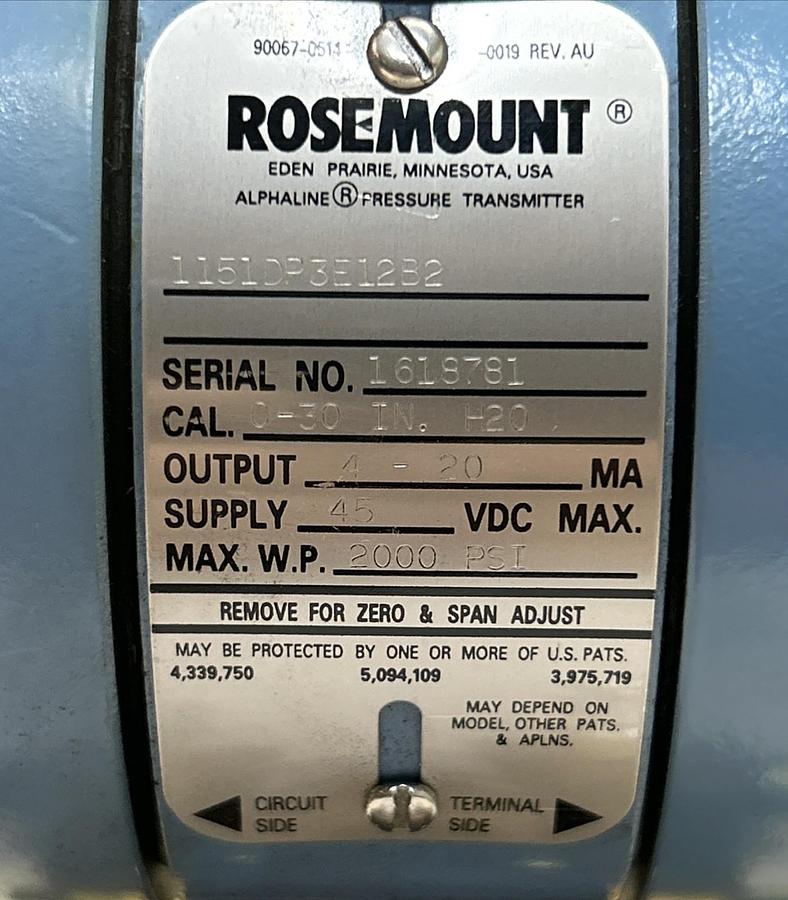 90067-0511 -0019 REV. AU
ROSEMOUNT ®
EDEN PRAIRIE, MINNESOTA, USA
ALPHALINE ® PRESSURE TRANSMITTER
1151DP3E12B2
SERIAL NO. 1618781
CAL. 0-30 IN. H2O
OUTPUT 4 - 20 MA
SUPPLY 45 VDC MAX.
MAX. W.P. 2000 PSI
REMOVE FOR ZERO & SPAN ADJUST
MAY BE PROTECTED BY ONE OR MORE OF U.S. PATS.
4,339,750 5,094,109 3,975,719
MAY DEPEND ON
MODEL, OTHER PATS.
& APLNS.
CIRCUIT SIDE
TERMINAL SIDE